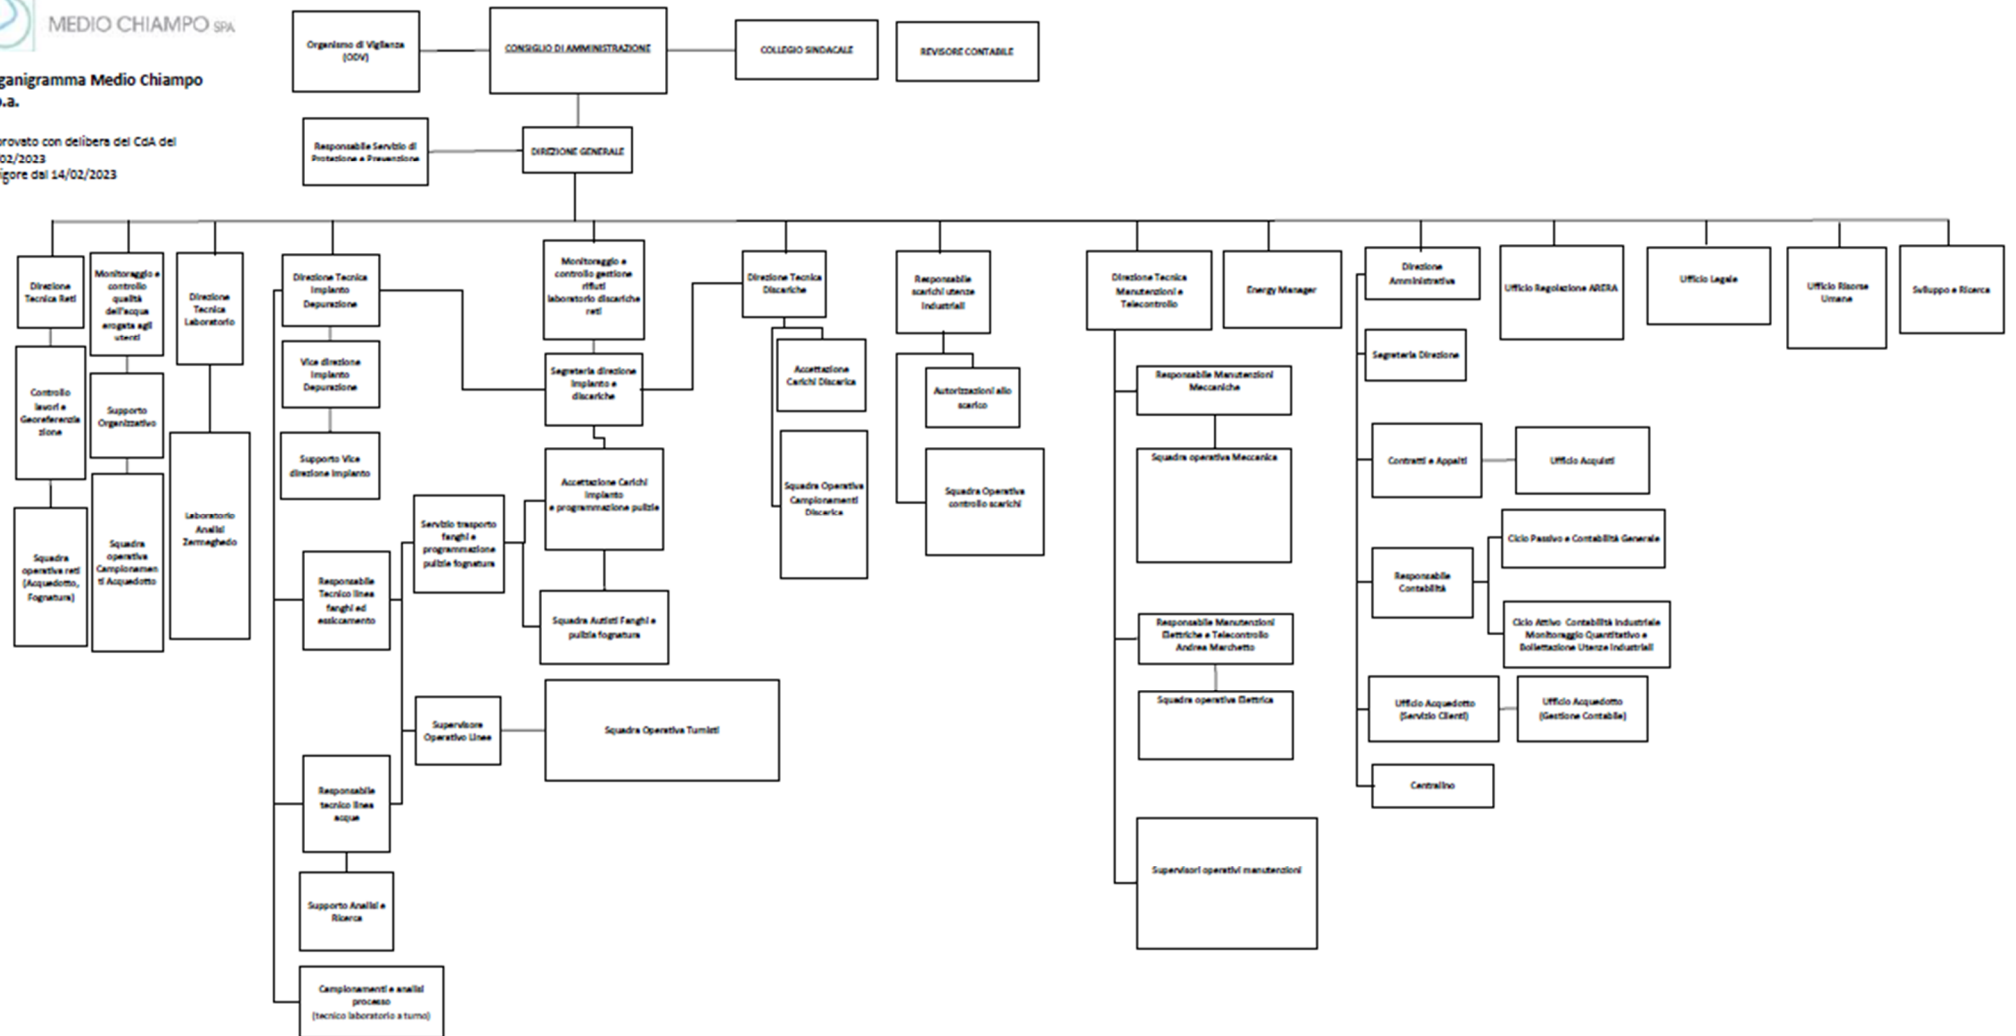 MEDIO CHIAMPO SPA
ganigramma Medio Chiampo
p.a.
provato con delibera del CdA del
02/2023
igore dal 14/02/2023
Organismo di Vigilanza
(ODV)
CONSIGLIO DI AMMINISTRAZIONE
COLLEGIO SINDACALE
REVISORE CONTABILE
Responsabile Servizio di
Protezione e Prevenzione
DIREZIONE GENERALE
Direzione
Tecnica Reti
Controllo
lavori e
Georeferenzia
zione
Squadra
operativa reti
(Acquedotto,
Fognatura)
Monitoraggio e
controllo
qualità
dell'acqua
erogata agli
utenti
Supporto
Organizzativo
Squadra
operativa
Campionamen
ti Acquedotto
Direzione
Tecnica
Laboratorio
Laboratorio
Analisi
Zermeghedo
Direzione Tecnica
Impianto
Depurazione
Vice direzione
Impianto
Depurazione
Supporto Vice
direzione Impianto
Responsabile
Tecnico linea
fanghi ed
essiccamento
Responsabile
tecnico linea
acque
Supporto Analisi e
Ricerca
Campionamenti e analisi
processo
(tecnico laboratorio a turno)
Servizio trasporto
fanghi e
programmazione
pulizie fognatura
Supervisore
Operativo Linee
Monitoraggio e
controllo gestione
rifiuti
laboratorio discariche
reti
Segreteria direzione
Impianto e
discariche
Accettazione Carichi
Impianto
e programmazione pulizie
Squadra Autisti Fanghi e
pulizia fognatura
Squadra Operativa Turnisti
Direzione Tecnica
Discariche
Accettazione
Carichi Discarica
Squadra Operativa
Campionamenti
Discarica
Responsabile
scarichi utenze
Industriali
Autorizzazioni allo
scarico
Squadra Operativa
controllo scarichi
Direzione Tecnica
Manutenzioni e
Telecontrollo
Responsabile Manutenzioni
Meccaniche
Squadra operativa Meccanica
Responsabile Manutenzioni
Elettriche e Telecontrollo
Andrea Marchetto
Squadra operativa Elettrica
Supervisori operativi manutenzioni
Energy Manager
Direzione
Amministrativa
Segreteria Direzione
Contratti e Appalti
Ufficio Acquisti
Responsabile
Contabilità
Ciclo Passivo e Contabilità Generale
Ciclo Attivo Contabilità Industriale
Monitoraggio Quantitativo e
Bollettazione Utenze Industriali
Ufficio Acquedotto
(Servizio Clienti)
Ufficio Acquedotto
(Gestione Contabile)
Centralino
Ufficio Regolazione ARERA
Ufficio Legale
Ufficio Risorse
Umane
Sviluppo e Ricerca